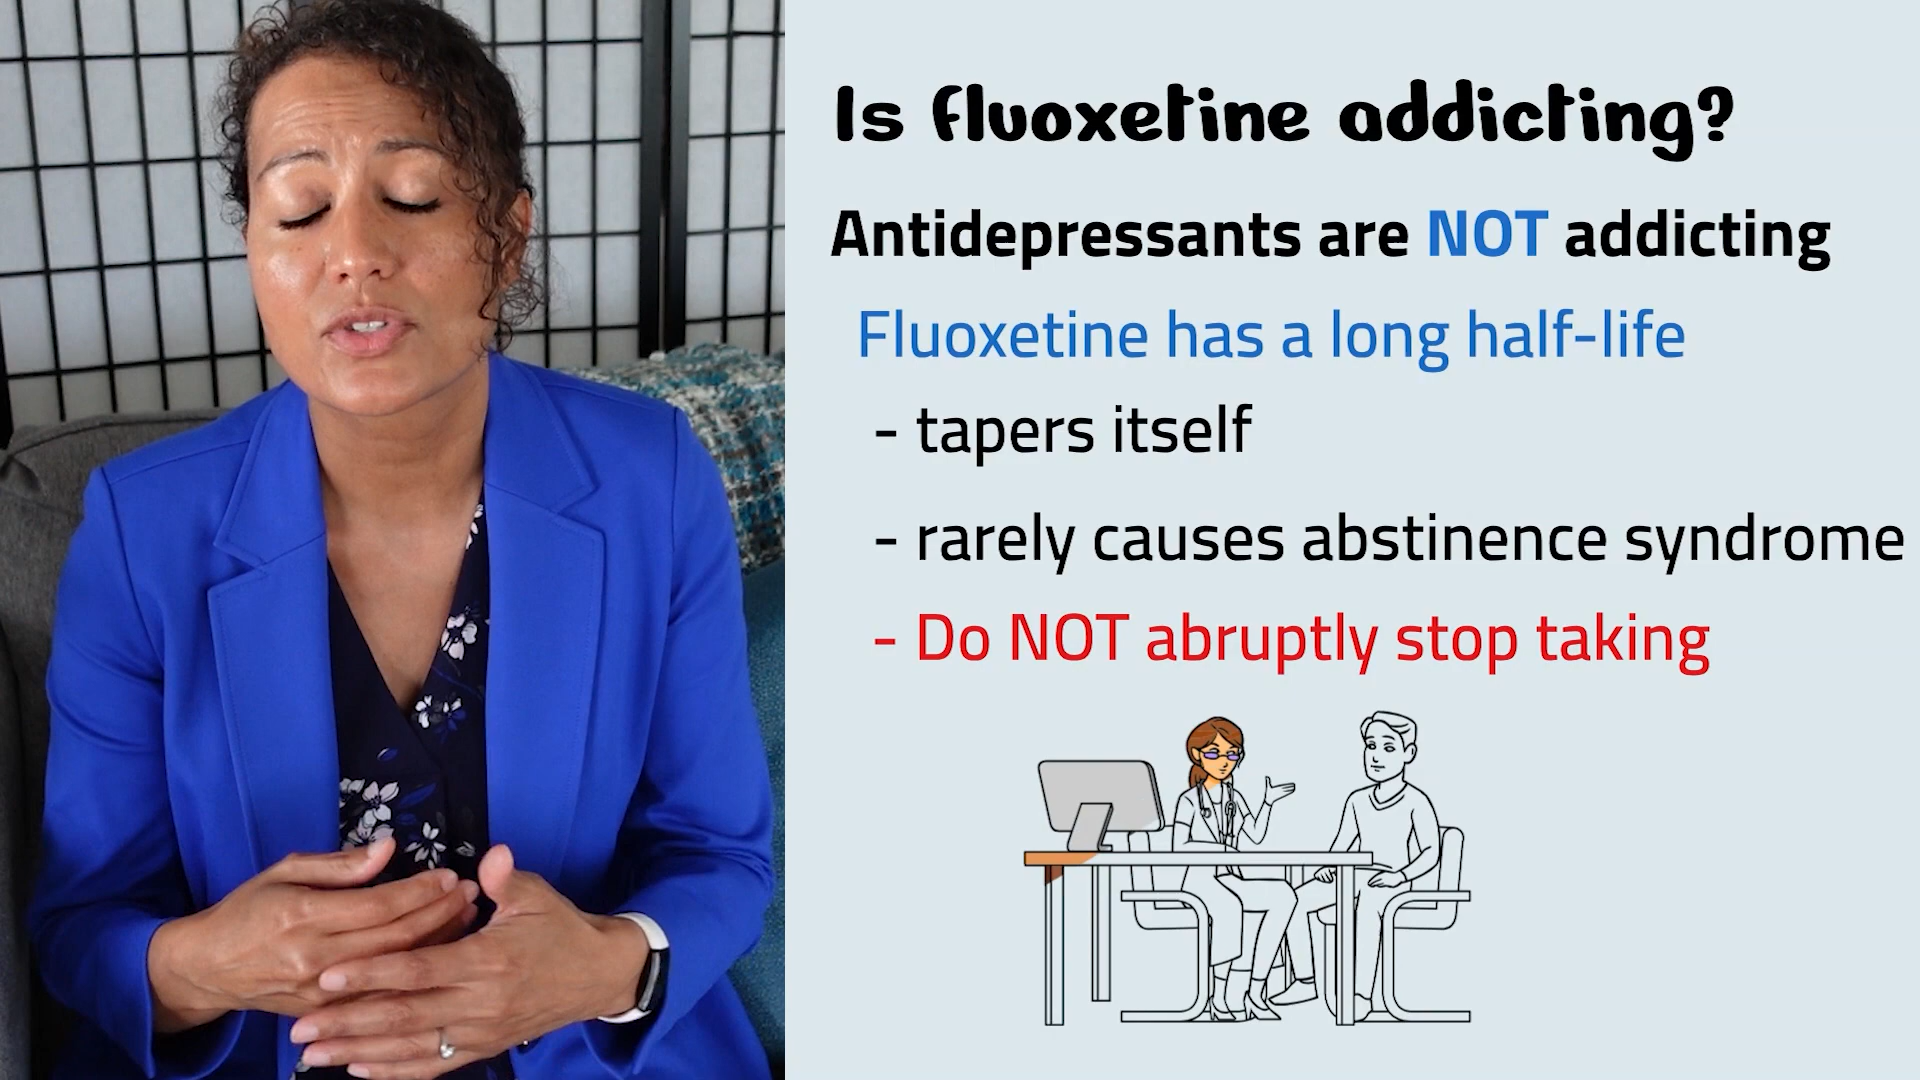 Is fluoxetine addicting?
Antidepressants are NOT addicting
Fluoxetine has a long half-life
- tapers itself
- rarely causes abstinence syndrome
- Do NOT abruptly stop taking